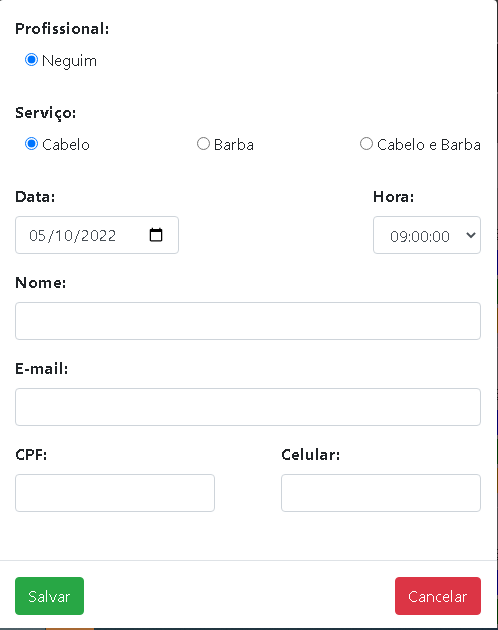 Profissional:
Neguim
Serviço:
Cabelo Barba Cabelo e Barba
Data: Hora:
05/10/2022 09:00:00
Nome:
E-mail:
CPF: Celular:
Salvar Cancelar